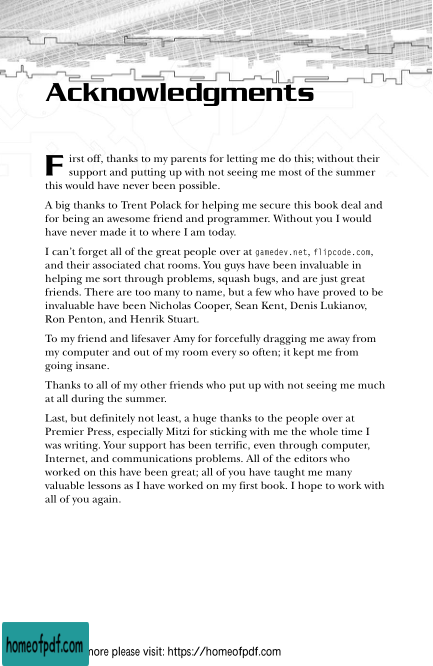 Acknowledgments
First off, thanks to my parents for letting me do this; without their
support and putting up with not seeing me most of the summer
this would have never been possible.
A big thanks to Trent Polack for helping me secure this book deal and
for being an awesome friend and programmer. Without you I would
have never made it to where I am today.
I can't forget all of the great people over at gamedev.net, flipcode.com,
and their associated chat rooms. You guys have been invaluable in
helping me sort through problems, squash bugs, and are just great
friends. There are too many to name, but a few who have proved to be
invaluable have been Nicholas Cooper, Sean Kent, Denis Lukianov,
Ron Penton, and Henrik Stuart.
To my friend and lifesaver Amy for forcefully dragging me away from
my computer and out of my room every so often; it kept me from
going insane.
Thanks to all of my other friends who put up with not seeing me much
at all during the summer.
Last, but definitely not least, a huge thanks to the people over at
Premier Press, especially Mitzi for sticking with me the whole time I
was writing. Your support has been terrific, even through computer,
Internet, and communications problems. All of the editors who
worked on this have been great; all of you have taught me many
valuable lessons as I have worked on my first book. I hope to work with
all of you again.
homeofpdf.com
more please visit: https://homeofpdf.com